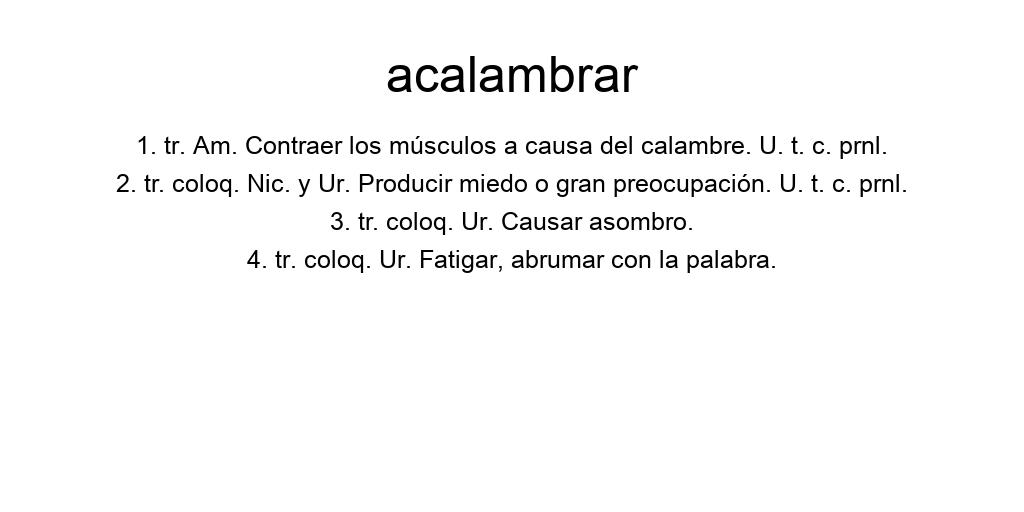 acalambrar
1. tr. Am. Contraer los músculos a causa del calambre. U. t. c. prnl.
2. tr. coloq. Nic. y Ur. Producir miedo o gran preocupación. U. t. c. prnl.
3. tr. coloq. Ur. Causar asombro.
4. tr. coloq. Ur. Fatigar, abrumar con la palabra.